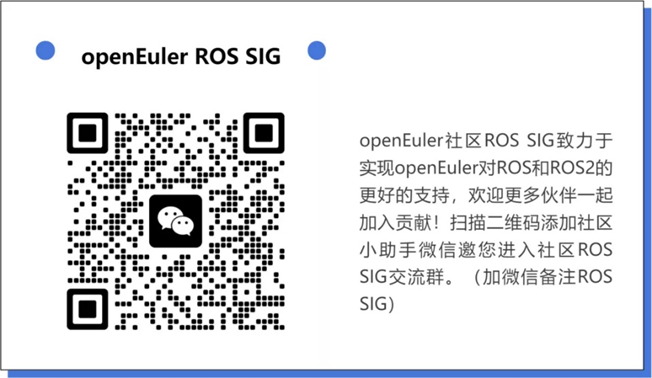 openEuler ROS SIG
openEuler社区ROS SIG致力于
实现openEuler对ROS和ROS2的
更好的支持，欢迎更多伙伴一起
加入贡献！扫描二维码添加社区
小助手微信邀您进入社区ROS
SIG交流群。（加微信备注ROS
SIG）